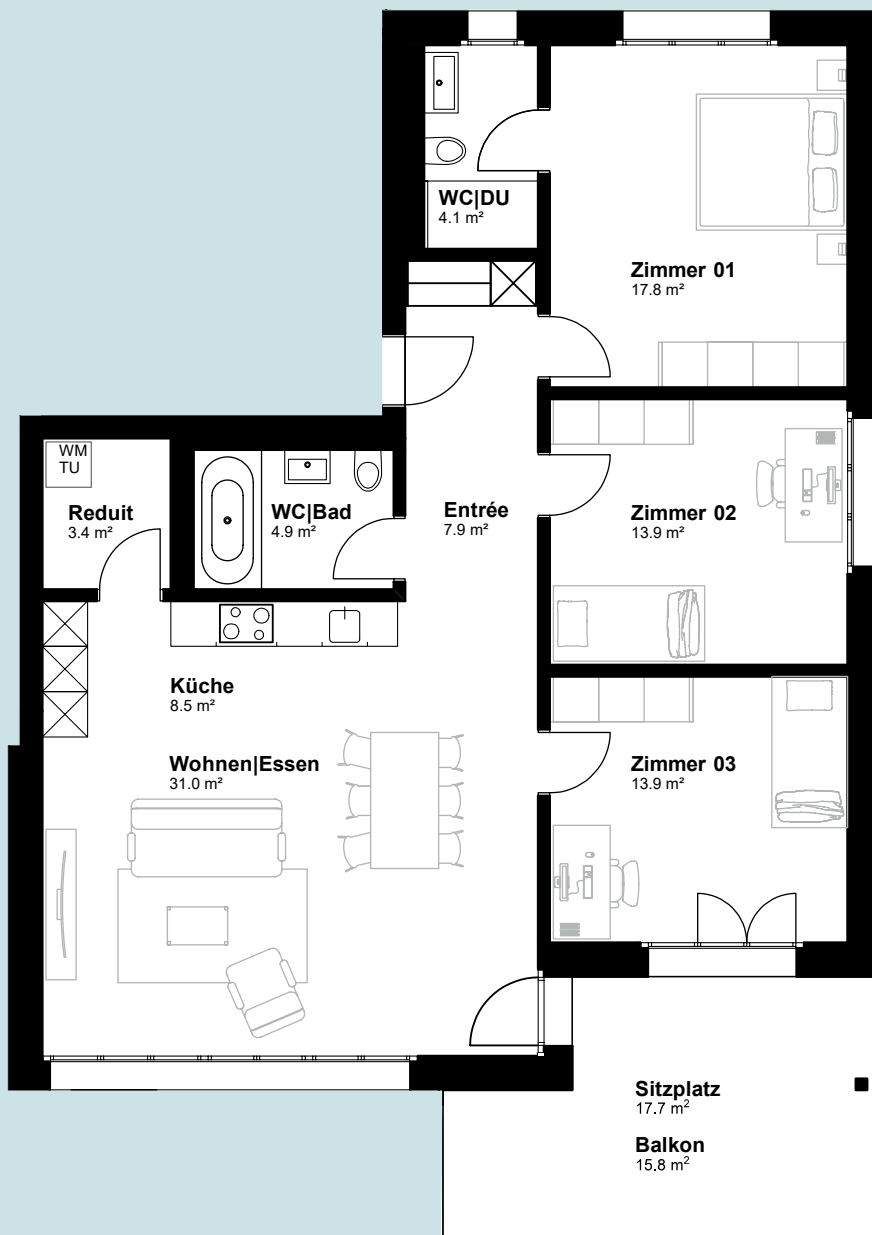 WC|DU
4.1 m²
Zimmer 01
17.8 m²
WM
TU
Reduit
3.4 m²
WC|Bad
4.9 m²
Entrée
7.9 m²
Zimmer 02
13.9 m²
Küche
8.5 m²
Wohnen|Essen
31.0 m²
Zimmer 03
13.9 m²
Sitzplatz
17.7 m²
Balkon
15.8 m²